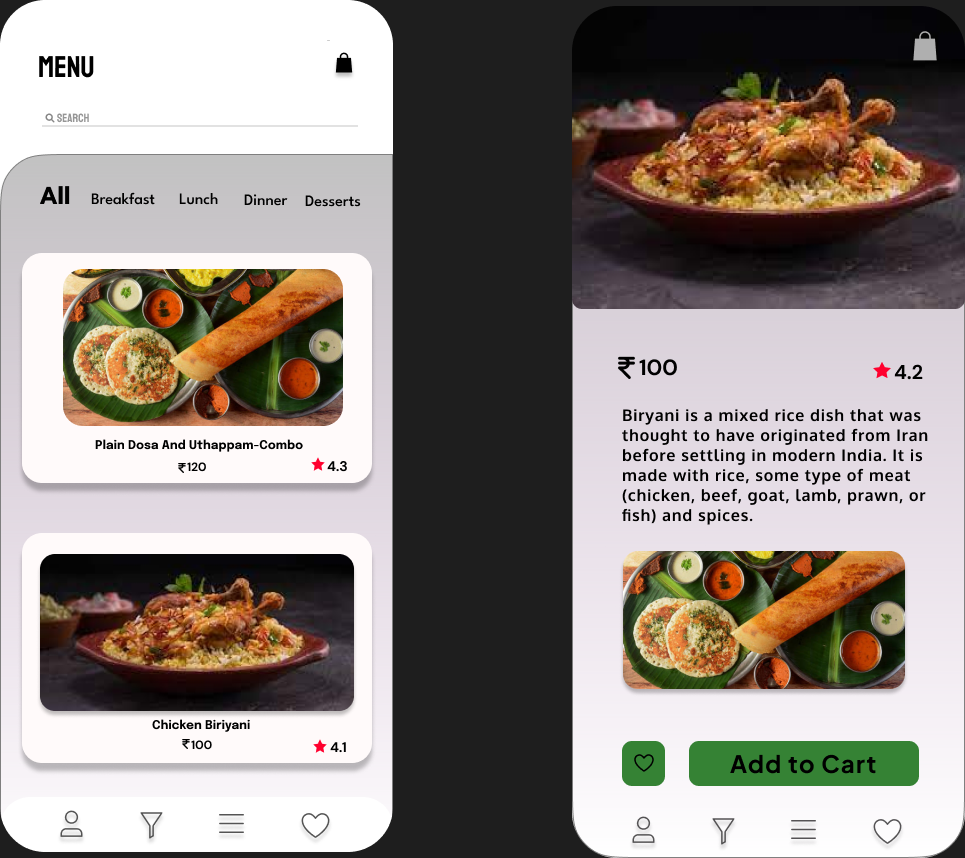 MENU
SEARCH
All Breakfast Lunch Dinner Desserts
Plain Dosa And Uthappam-Combo
₹120
4.3
Chicken Biriyani
₹100
4.1
₹100
4.2
Biryani is a mixed rice dish that was
thought to have originated from Iran
before settling in modern India. It is
made with rice, some type of meat
(chicken, beef, goat, lamb, prawn, or
fish) and spices.
Add to Cart